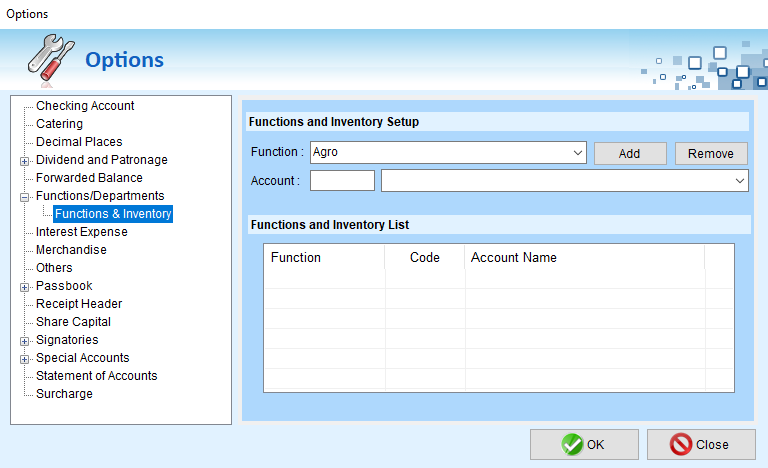 Options
Options
Checking Account
Catering
Decimal Places
Dividend and Patronage
Forwarded Balance
Functions/Departments
Functions & Inventory
Interest Expense
Merchandise
Others
Passbook
Receipt Header
Share Capital
Signatories
Special Accounts
Statement of Accounts
Surcharge
Functions and Inventory Setup
Function : Agro Add Remove
Account :
Functions and Inventory List
Function Code Account Name
OK Close